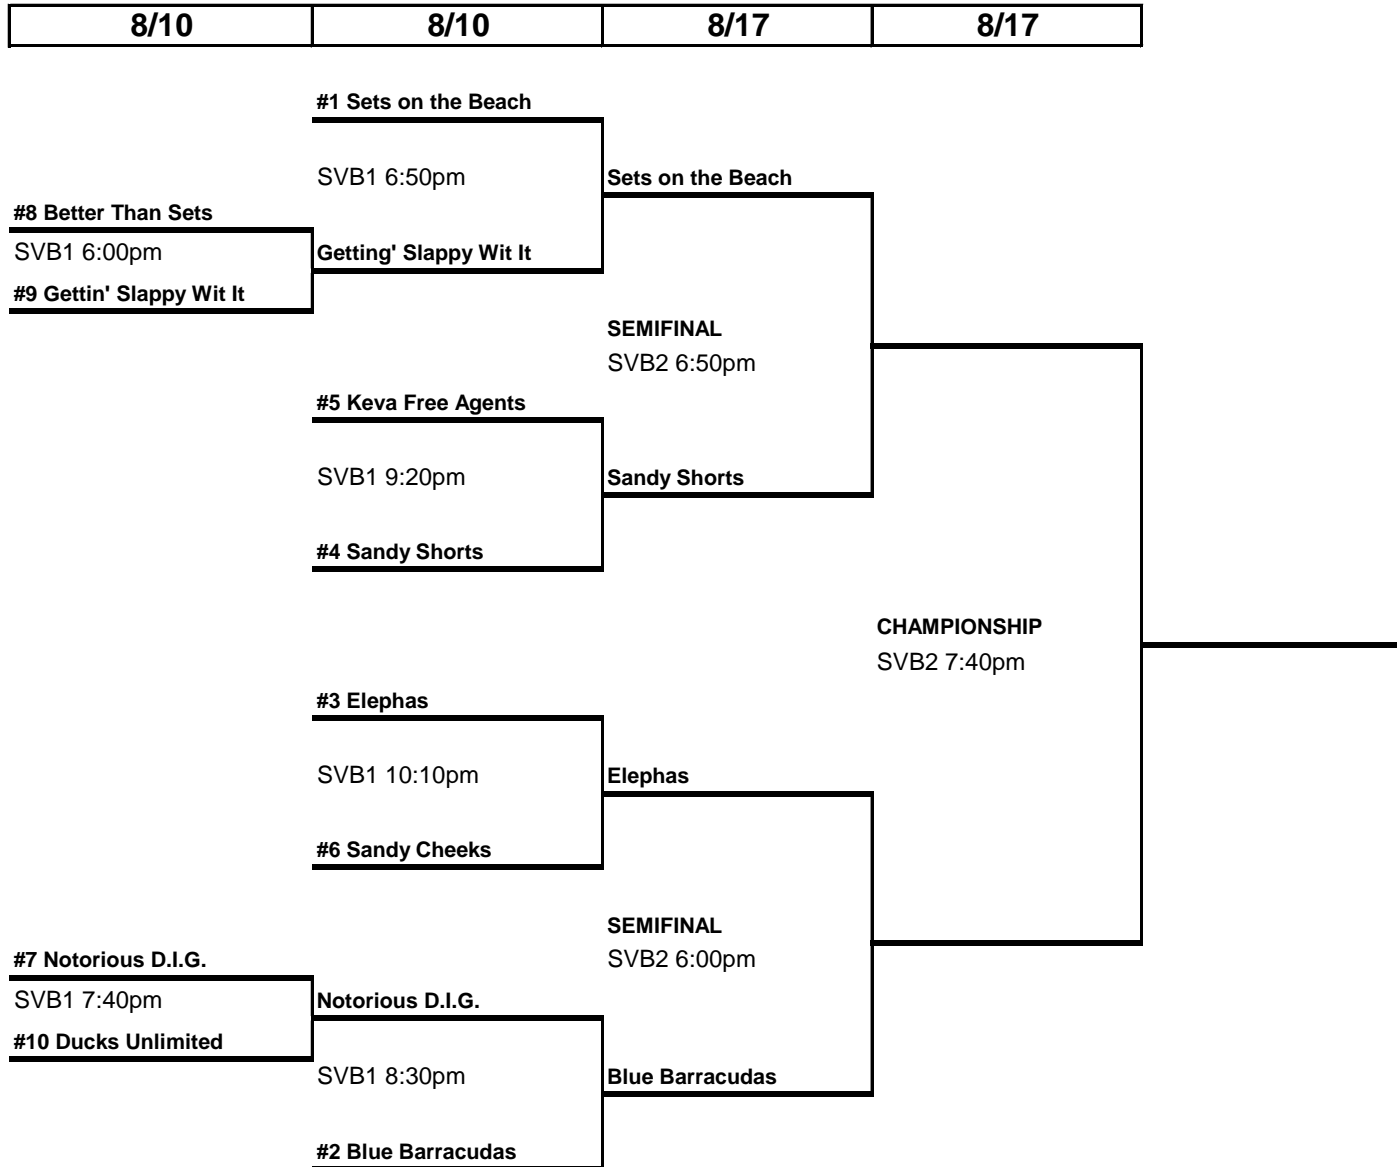 8/10 8/10 8/17 8/17
#1 Sets on the Beach
SVB1 6:50pm Sets on the Beach
#8 Better Than Sets
SVB1 6:00pm Getting' Slappy Wit It
#9 Gettin' Slappy Wit It
SEMIFINAL
SVB2 6:50pm
#5 Keva Free Agents
SVB1 9:20pm Sandy Shorts
#4 Sandy Shorts
CHAMPIONSHIP
SVB2 7:40pm
#3 Elephas
SVB1 10:10pm Elephas
#6 Sandy Cheeks
SEMIFINAL
#7 Notorious D.I.G. SVB2 6:00pm
SVB1 7:40pm Notorious D.I.G.
#10 Ducks Unlimited
SVB1 8:30pm Blue Barracudas
#2 Blue Barracudas